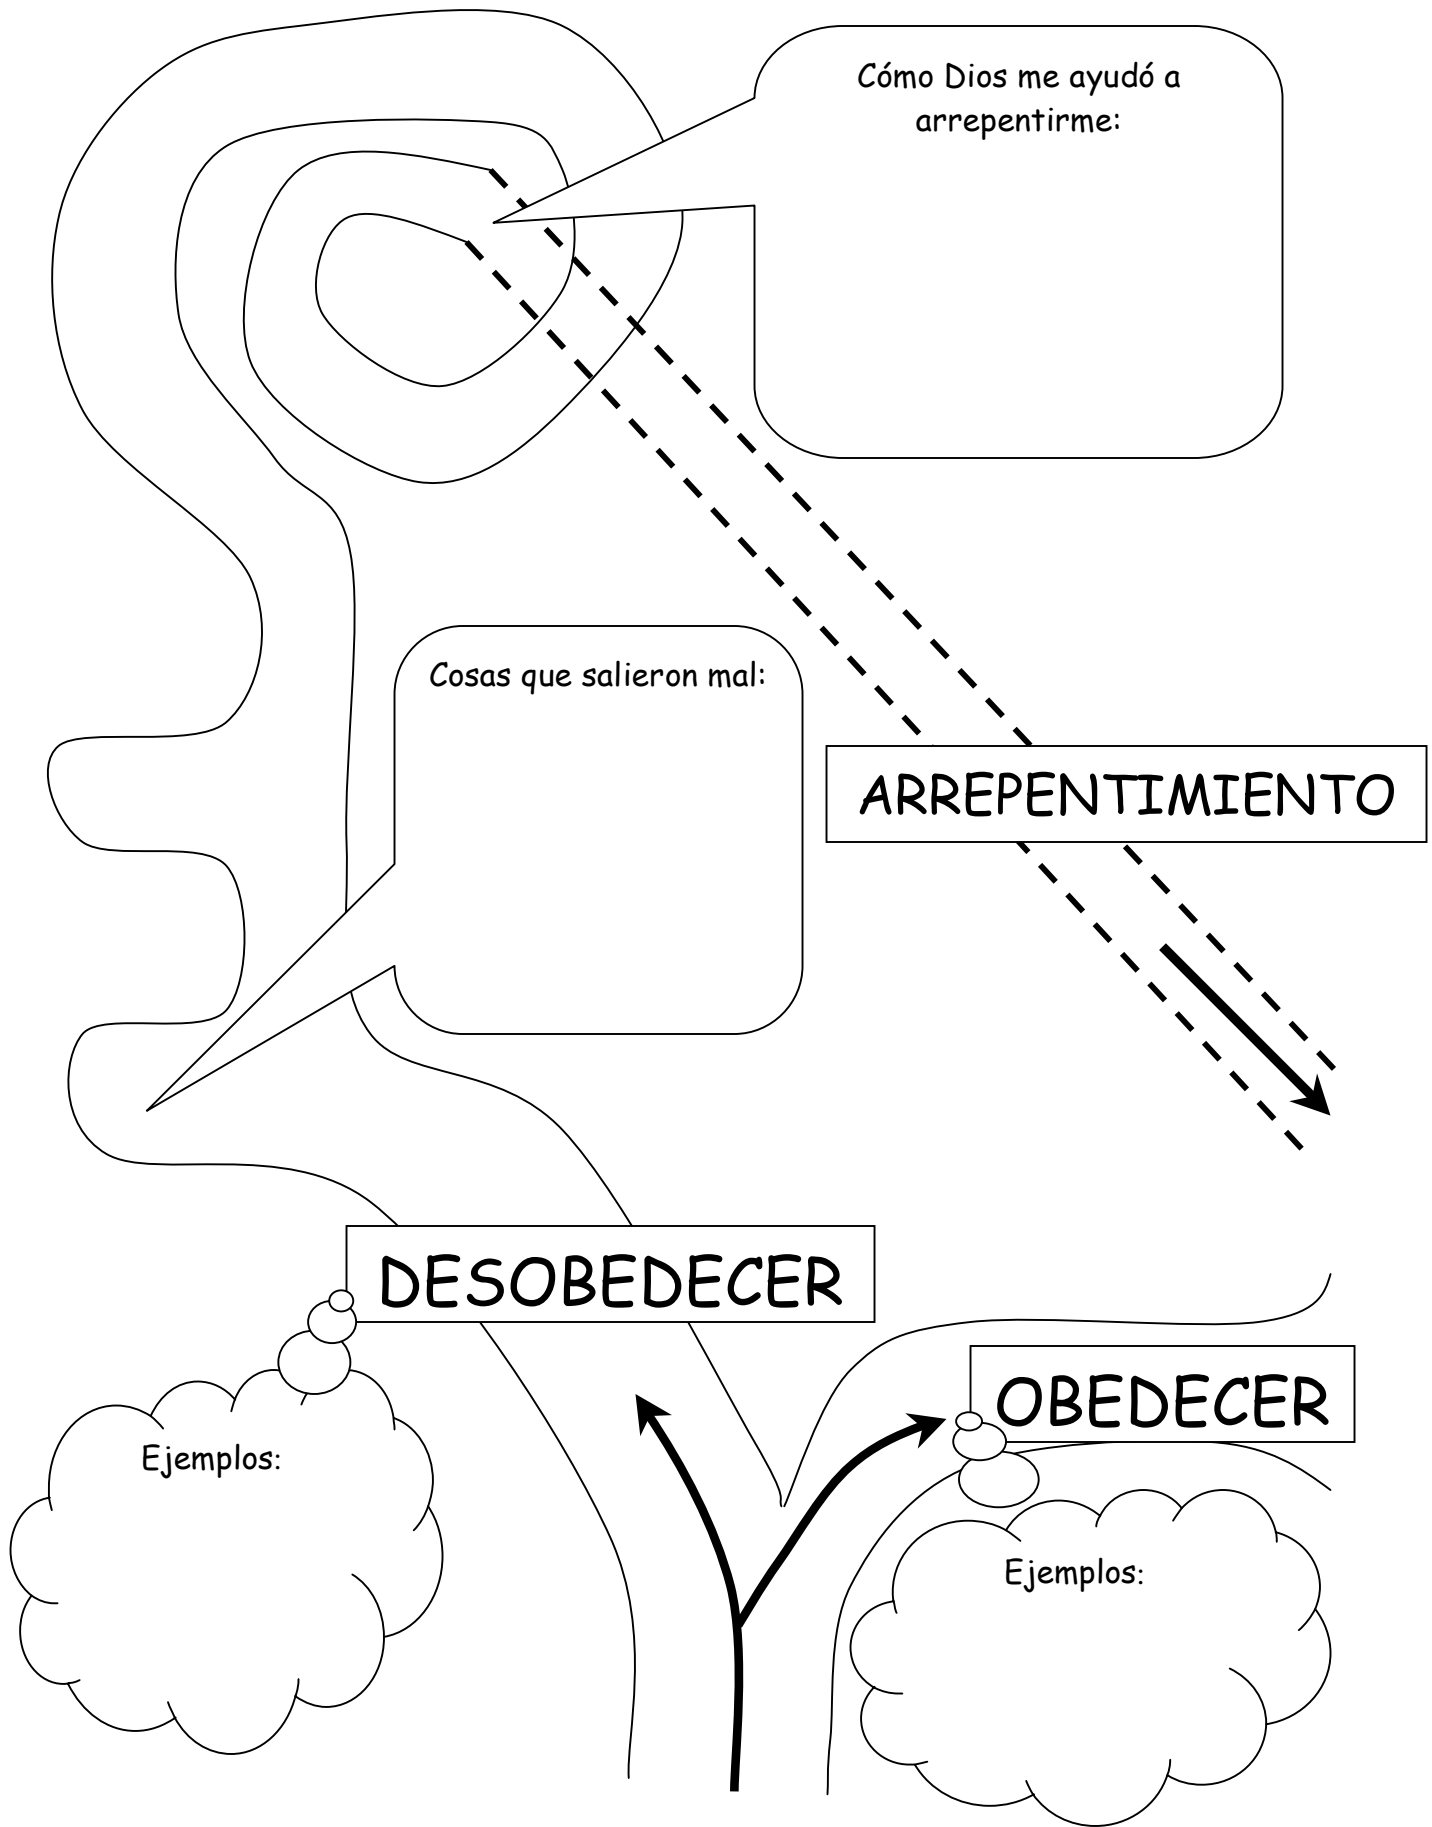 Cómo Dios me ayudó a
arrepentirme:
Cosas que salieron mal:
ARREPENTIMIENTO
DESOBEDECER
OBEDECER
Ejemplos:
Ejemplos: